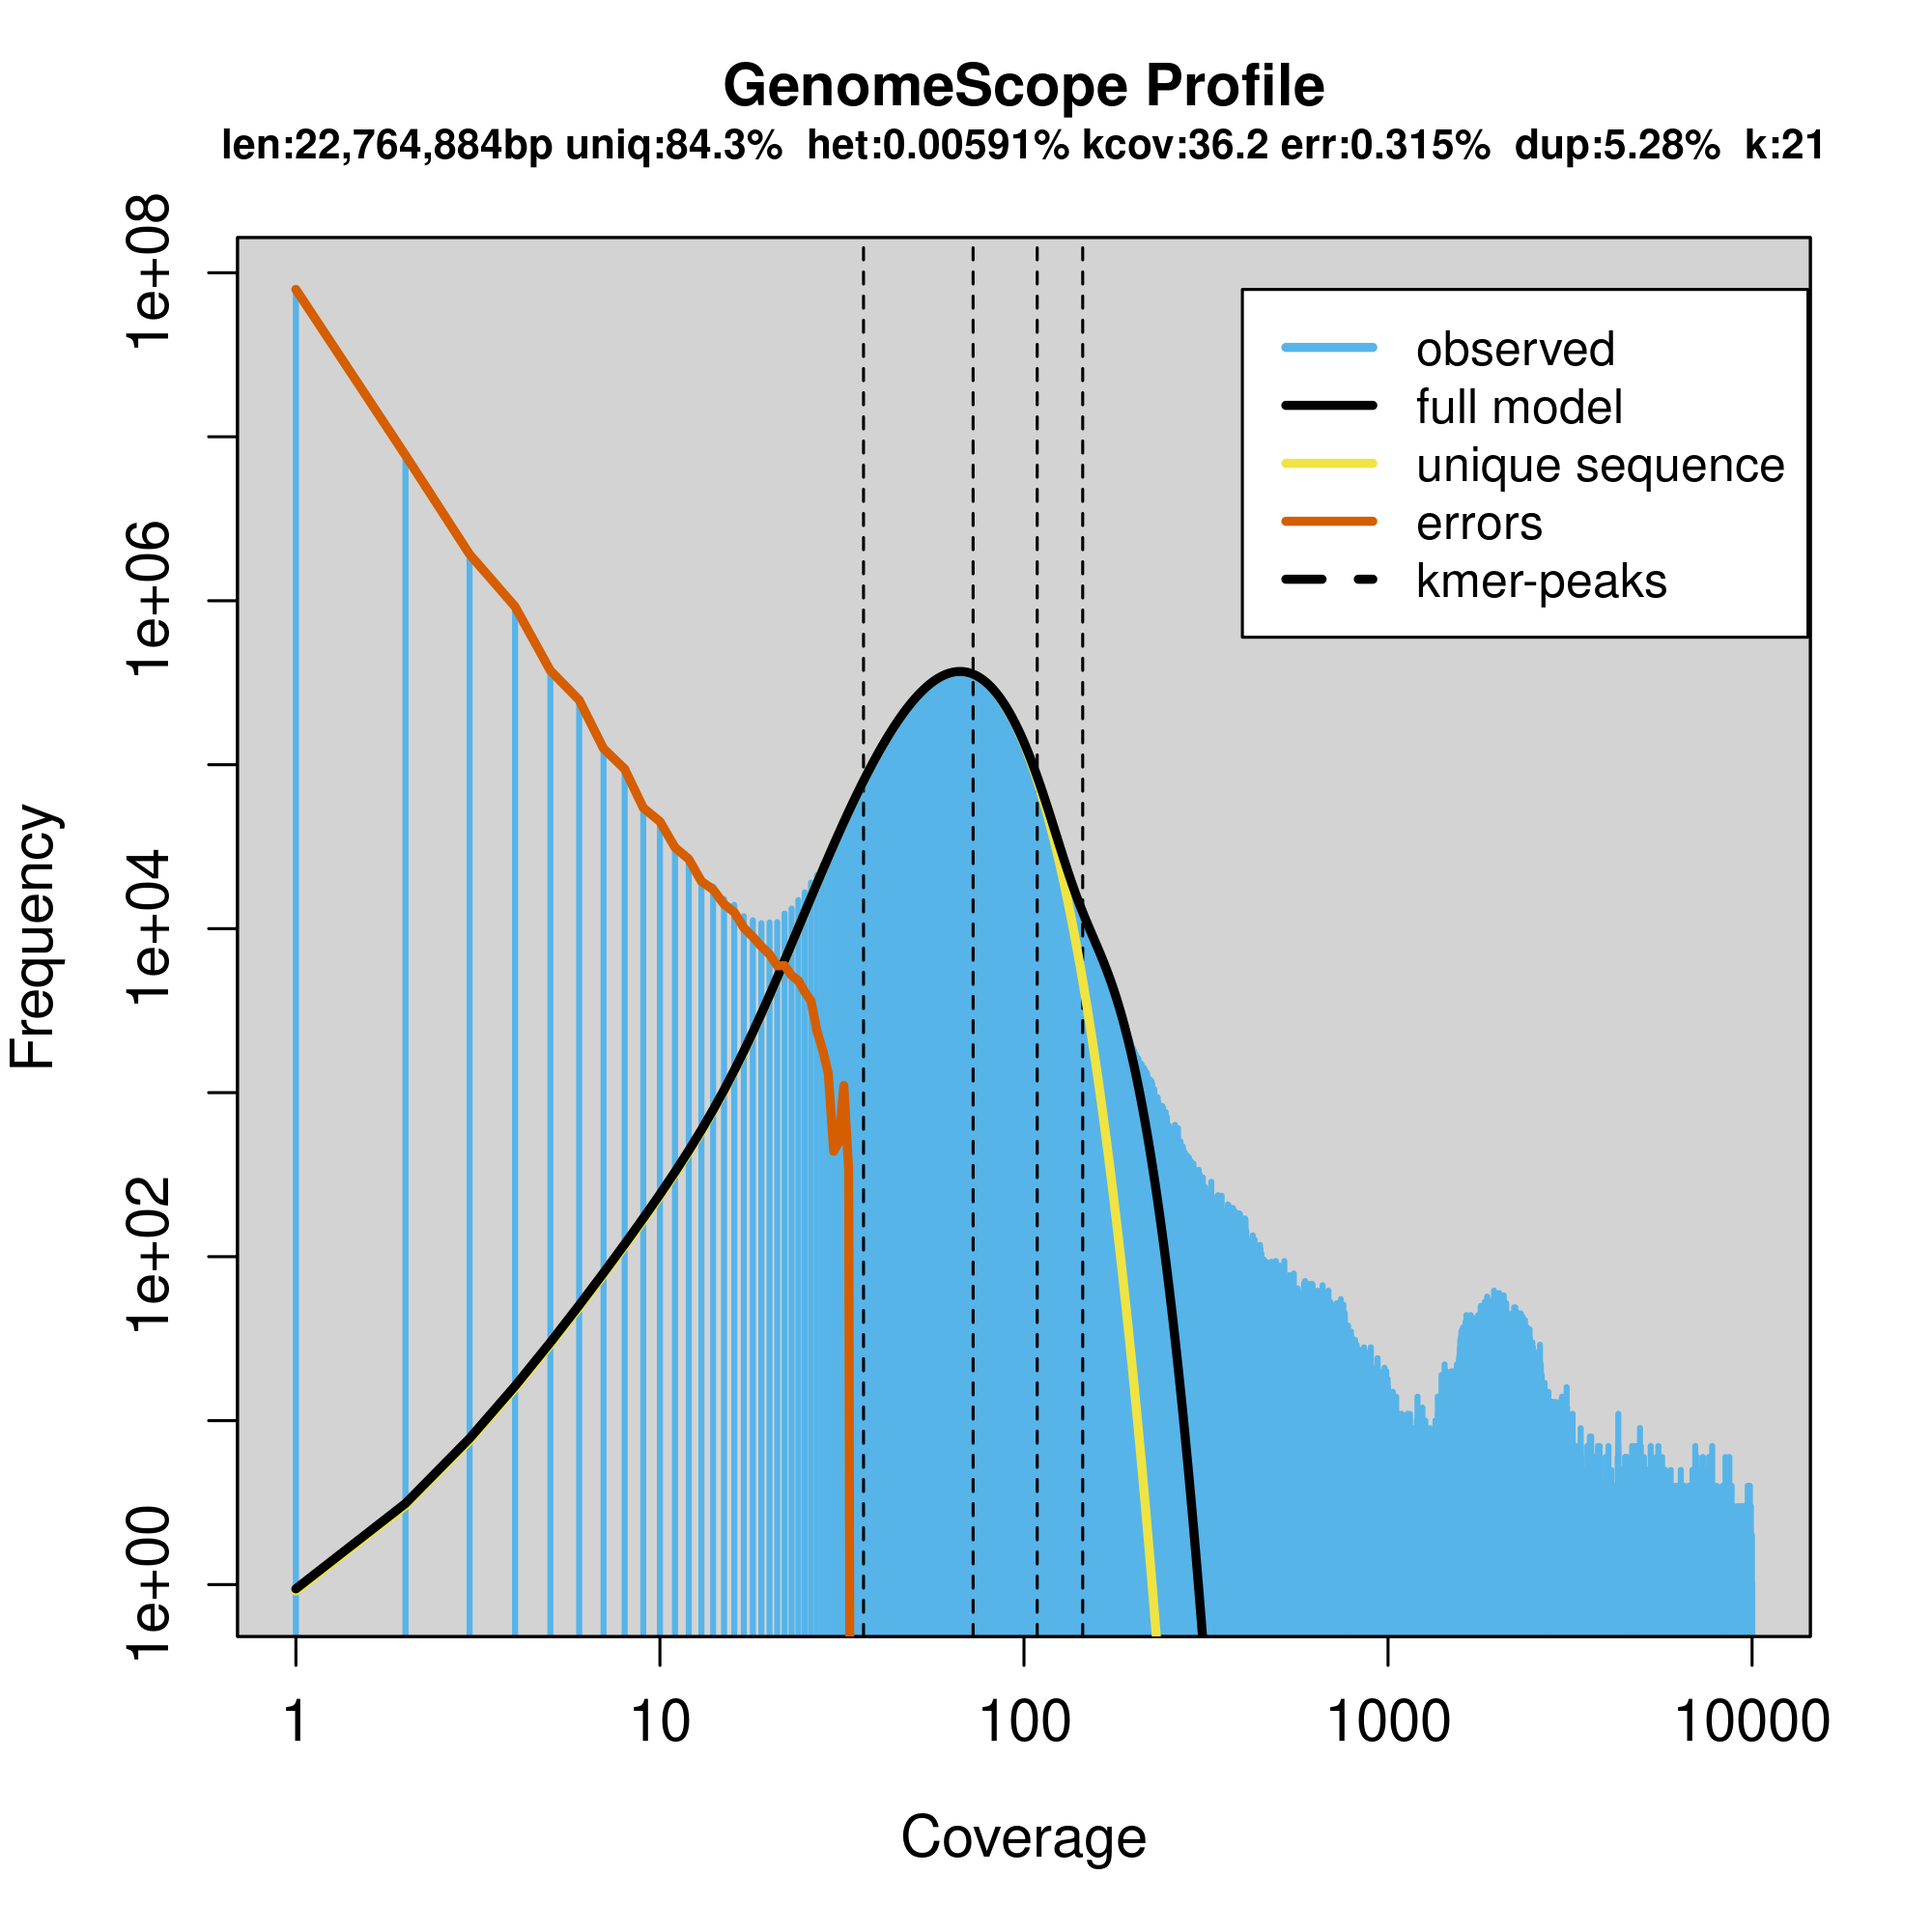 GenomeScope Profile
len:22,764,884bp uniq:84.3% het:0.00591% kcov:36.2 err:0.315% dup:5.28% k:21
1e+08
1e+06
1e+04
1e+02
1e+00
Frequency
observed
full model
unique sequence
errors
kmer-peaks
1 10 100 1000 10000
Coverage